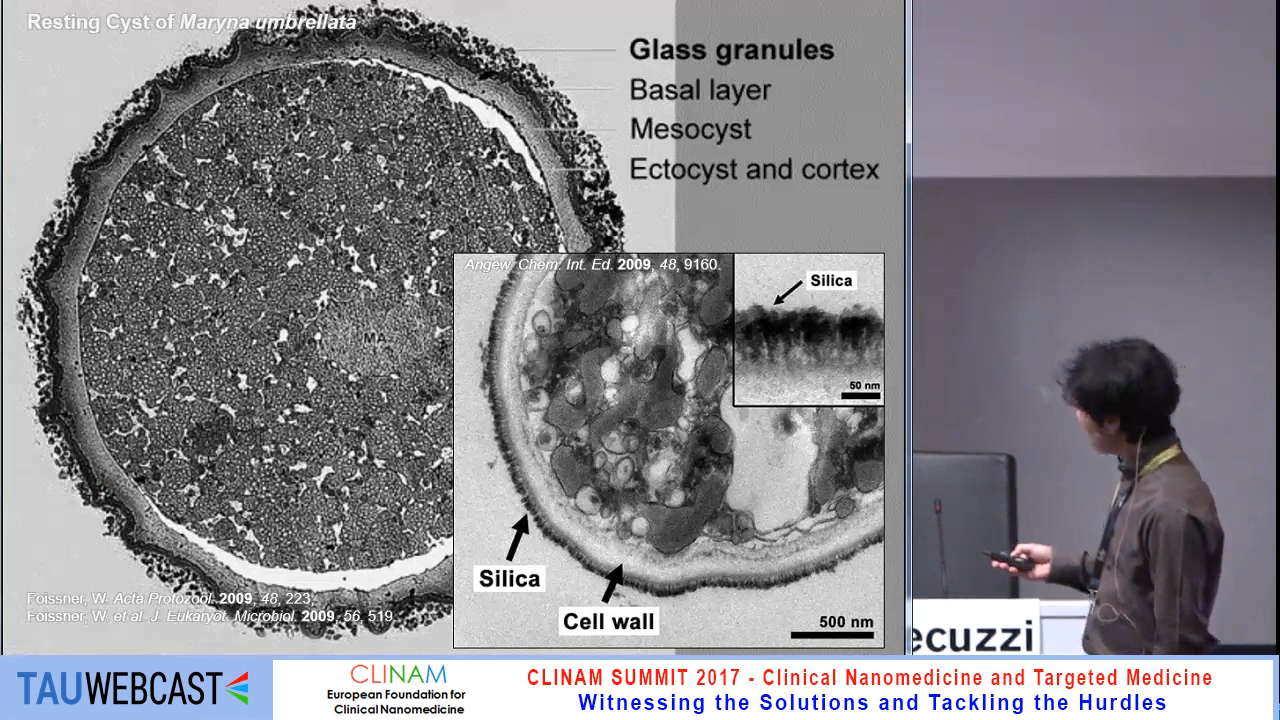 Resting Cyst of Maryna umbrellata
Glass granules
Basal layer
Mesocyst
Ectocyst and cortex
MA
Angew. Chem. Int. Ed. 2009, 48, 9160.
Silica
50 nm
Silica
Cell wall
500 nm
Foissner, W. Acta Protozool. 2009, 48, 223,
Foissner, W. et al. J. Eukaryot. Microbiol. 2009, 56, 519.
ecuzzi
TAUWEBCAST
CLINAM
European Foundation for
Clinical Nanomedicine
CLINAM SUMMIT 2017 - Clinical Nanomedicine and Targeted Medicine
Witnessing the Solutions and Tackling the Hurdles